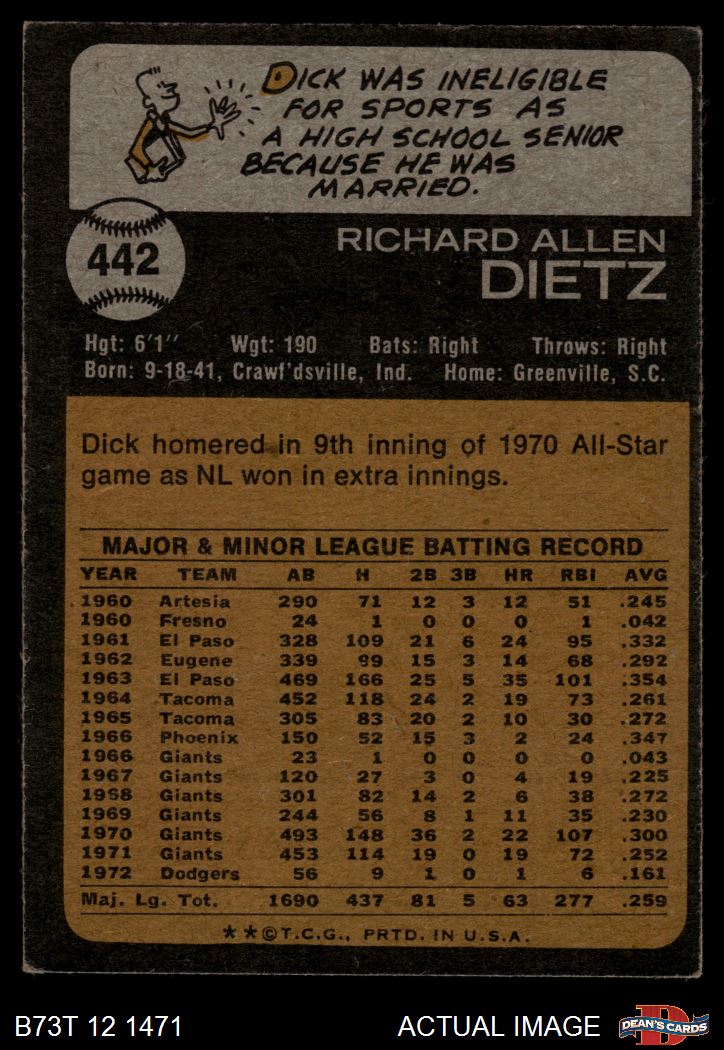 DICK WAS INELIGIBLE
FOR SPORTS AS
A HIGH SCHOOL SENIOR
BECAUSE HE WAS
MARRIED.
442
RICHARD ALLEN
DIETZ
Hgt: 6'1" Wgt: 190 Bats: Right Throws: Right
Born: 9-18-41, Crawf'dsville, Ind. Home: Greenville, S.C.
Dick homered in 9th inning of 1970 All-Star
game as NL won in extra innings.
MAJOR & MINOR LEAGUE BATTING RECORD
YEAR TEAM AB H 2B 3B HR RBI AVG
1960 Artesia 290 71 12 3 12 51 .245
1960 Fresno 24 1 0 0 0 1 .042
1961 El Paso 328 109 21 6 24 95 .332
1962 Eugene 339 99 15 3 14 68 .292
1963 El Paso 469 166 25 5 35 101 .354
1964 Tacoma 452 118 24 2 19 73 .261
1965 Tacoma 305 83 20 2 10 30 .272
1966 Phoenix 150 52 15 3 2 24 .347
1966 Giants 23 1 0 0 0 0 .043
1967 Giants 120 27 3 0 4 19 .225
1968 Giants 301 82 14 2 6 38 .272
1969 Giants 244 56 8 1 11 35 .230
1970 Giants 493 148 36 2 22 107 .300
1971 Giants 453 114 19 0 19 72 .252
1972 Dodgers 56 9 1 0 1 6 .161
Maj. Lg. Tot. 1690 437 81 5 63 277 .259
**©T.C.G., PRTD. IN U.S.A.
B73T 12 1471 ACTUAL IMAGE
DEAN'S CARDS